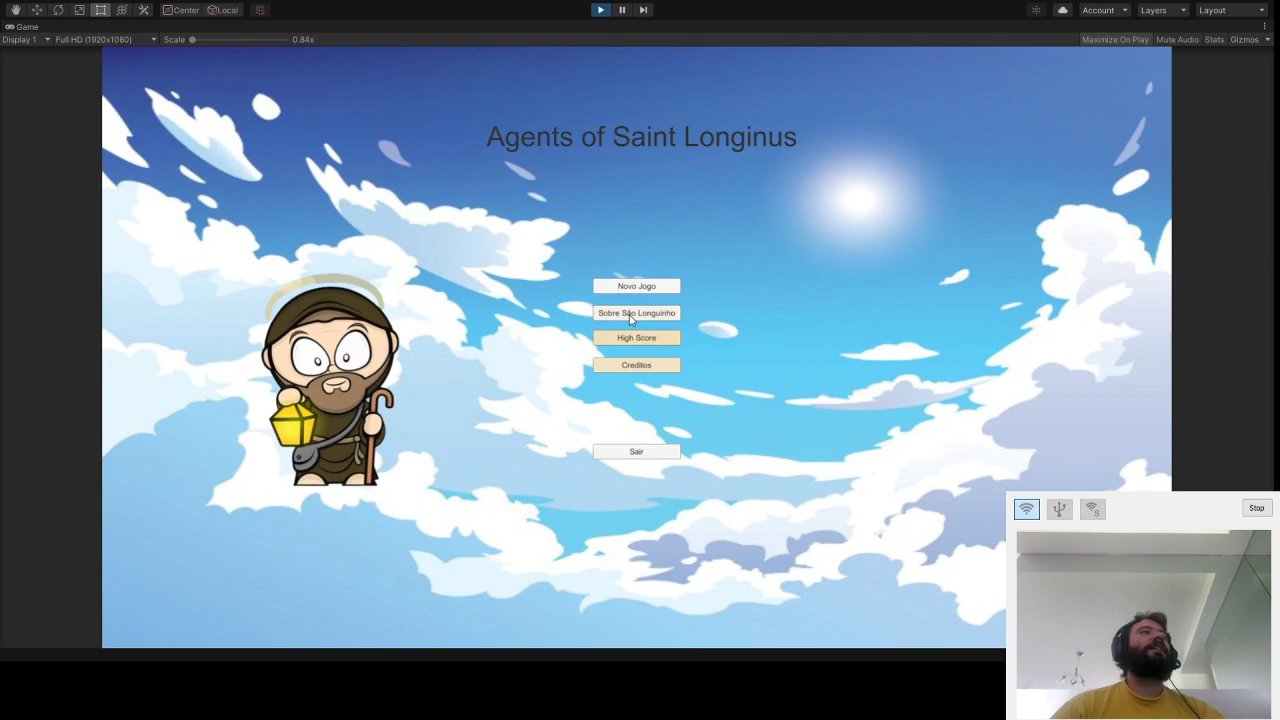 Center Local Account Layers Layout
Game
Display 1 Full HD (1920x1080) Scale 0.84x Maximize On Play Mute Audio Stats Gizmos
Agents of Saint Longinus
Novo Jogo
Sobre São Longuinho
High Score
Creditos
Sair
S
Stop